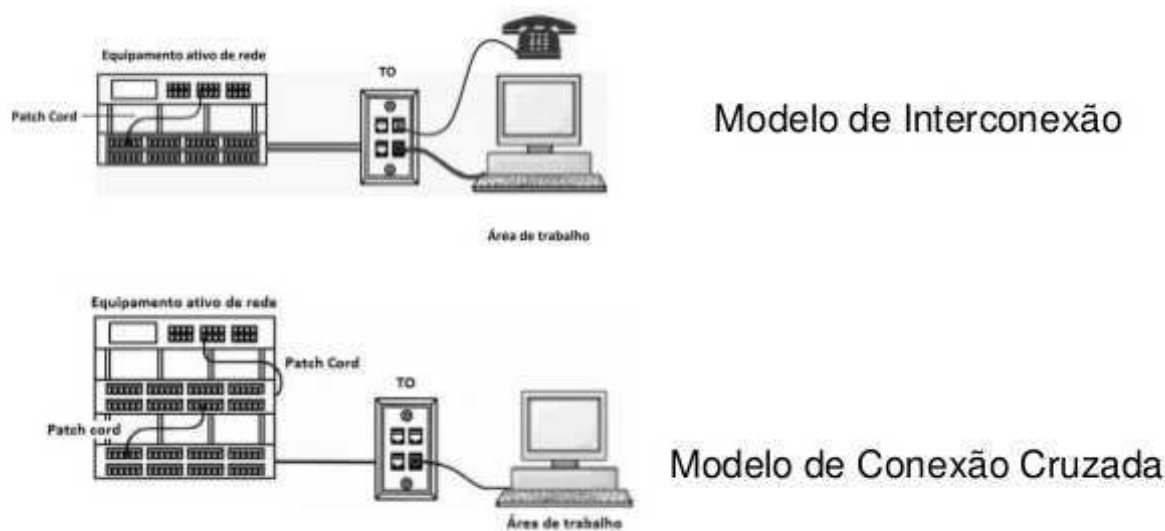 Equipamento ativo de rede
TO
Patch Cord
Modelo de Interconexão
Área de trabalho
Equipamento ativo de rede
Patch Cord
TO
Patch cord
Modelo de Conexão Cruzada
Área de trabalho